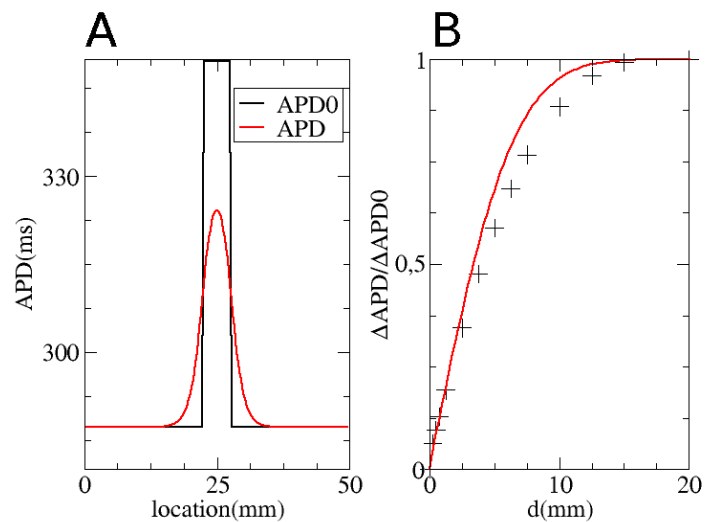 A
APD(ms)
330
300
APD0
APD
0
25
50
location(mm)
B
ΔAPD/ΔAPD0
1
0,5
0
0
10
20
d(mm)